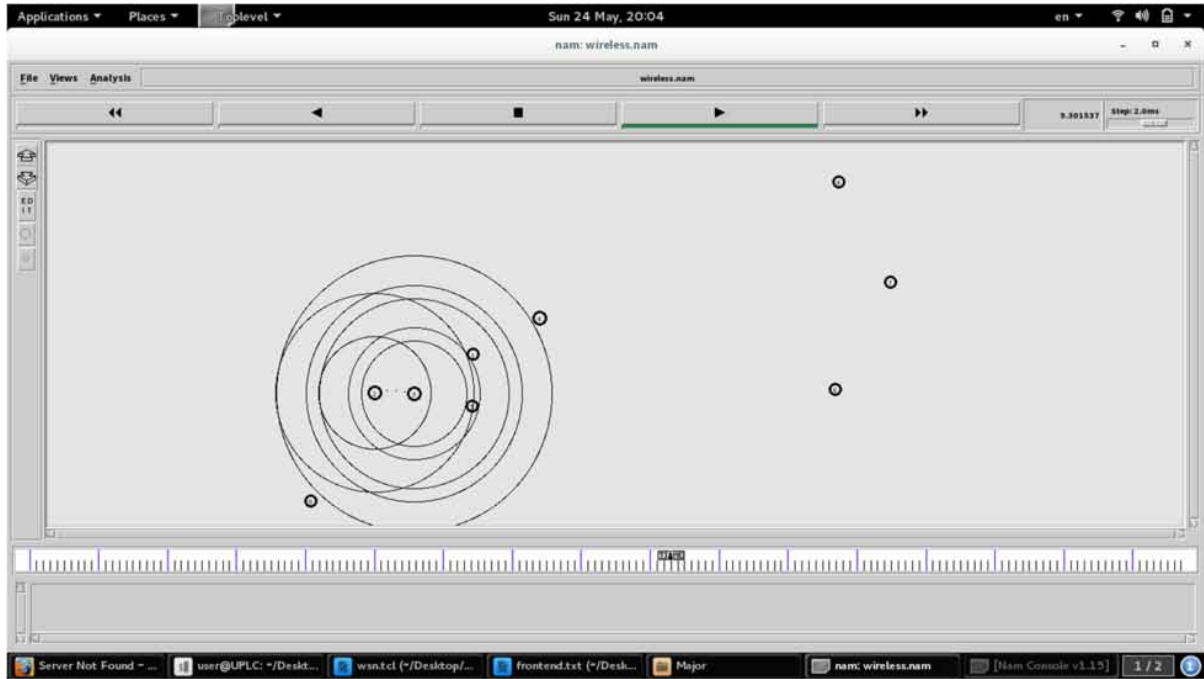 Applications Places Toplevel Sun 24 May, 20:04 en
nam: wireless.nam
File Views Analysis wireless.nam
9.301537 Step: 2.0ms
ED
IT
Server Not Found - ... user@UPLC: ~/Deskt... wsn.tcl (~/Desktop/... frontend.txt (~/Desk... Major nam: wireless.nam [Nam Console v1.15] 1 / 2